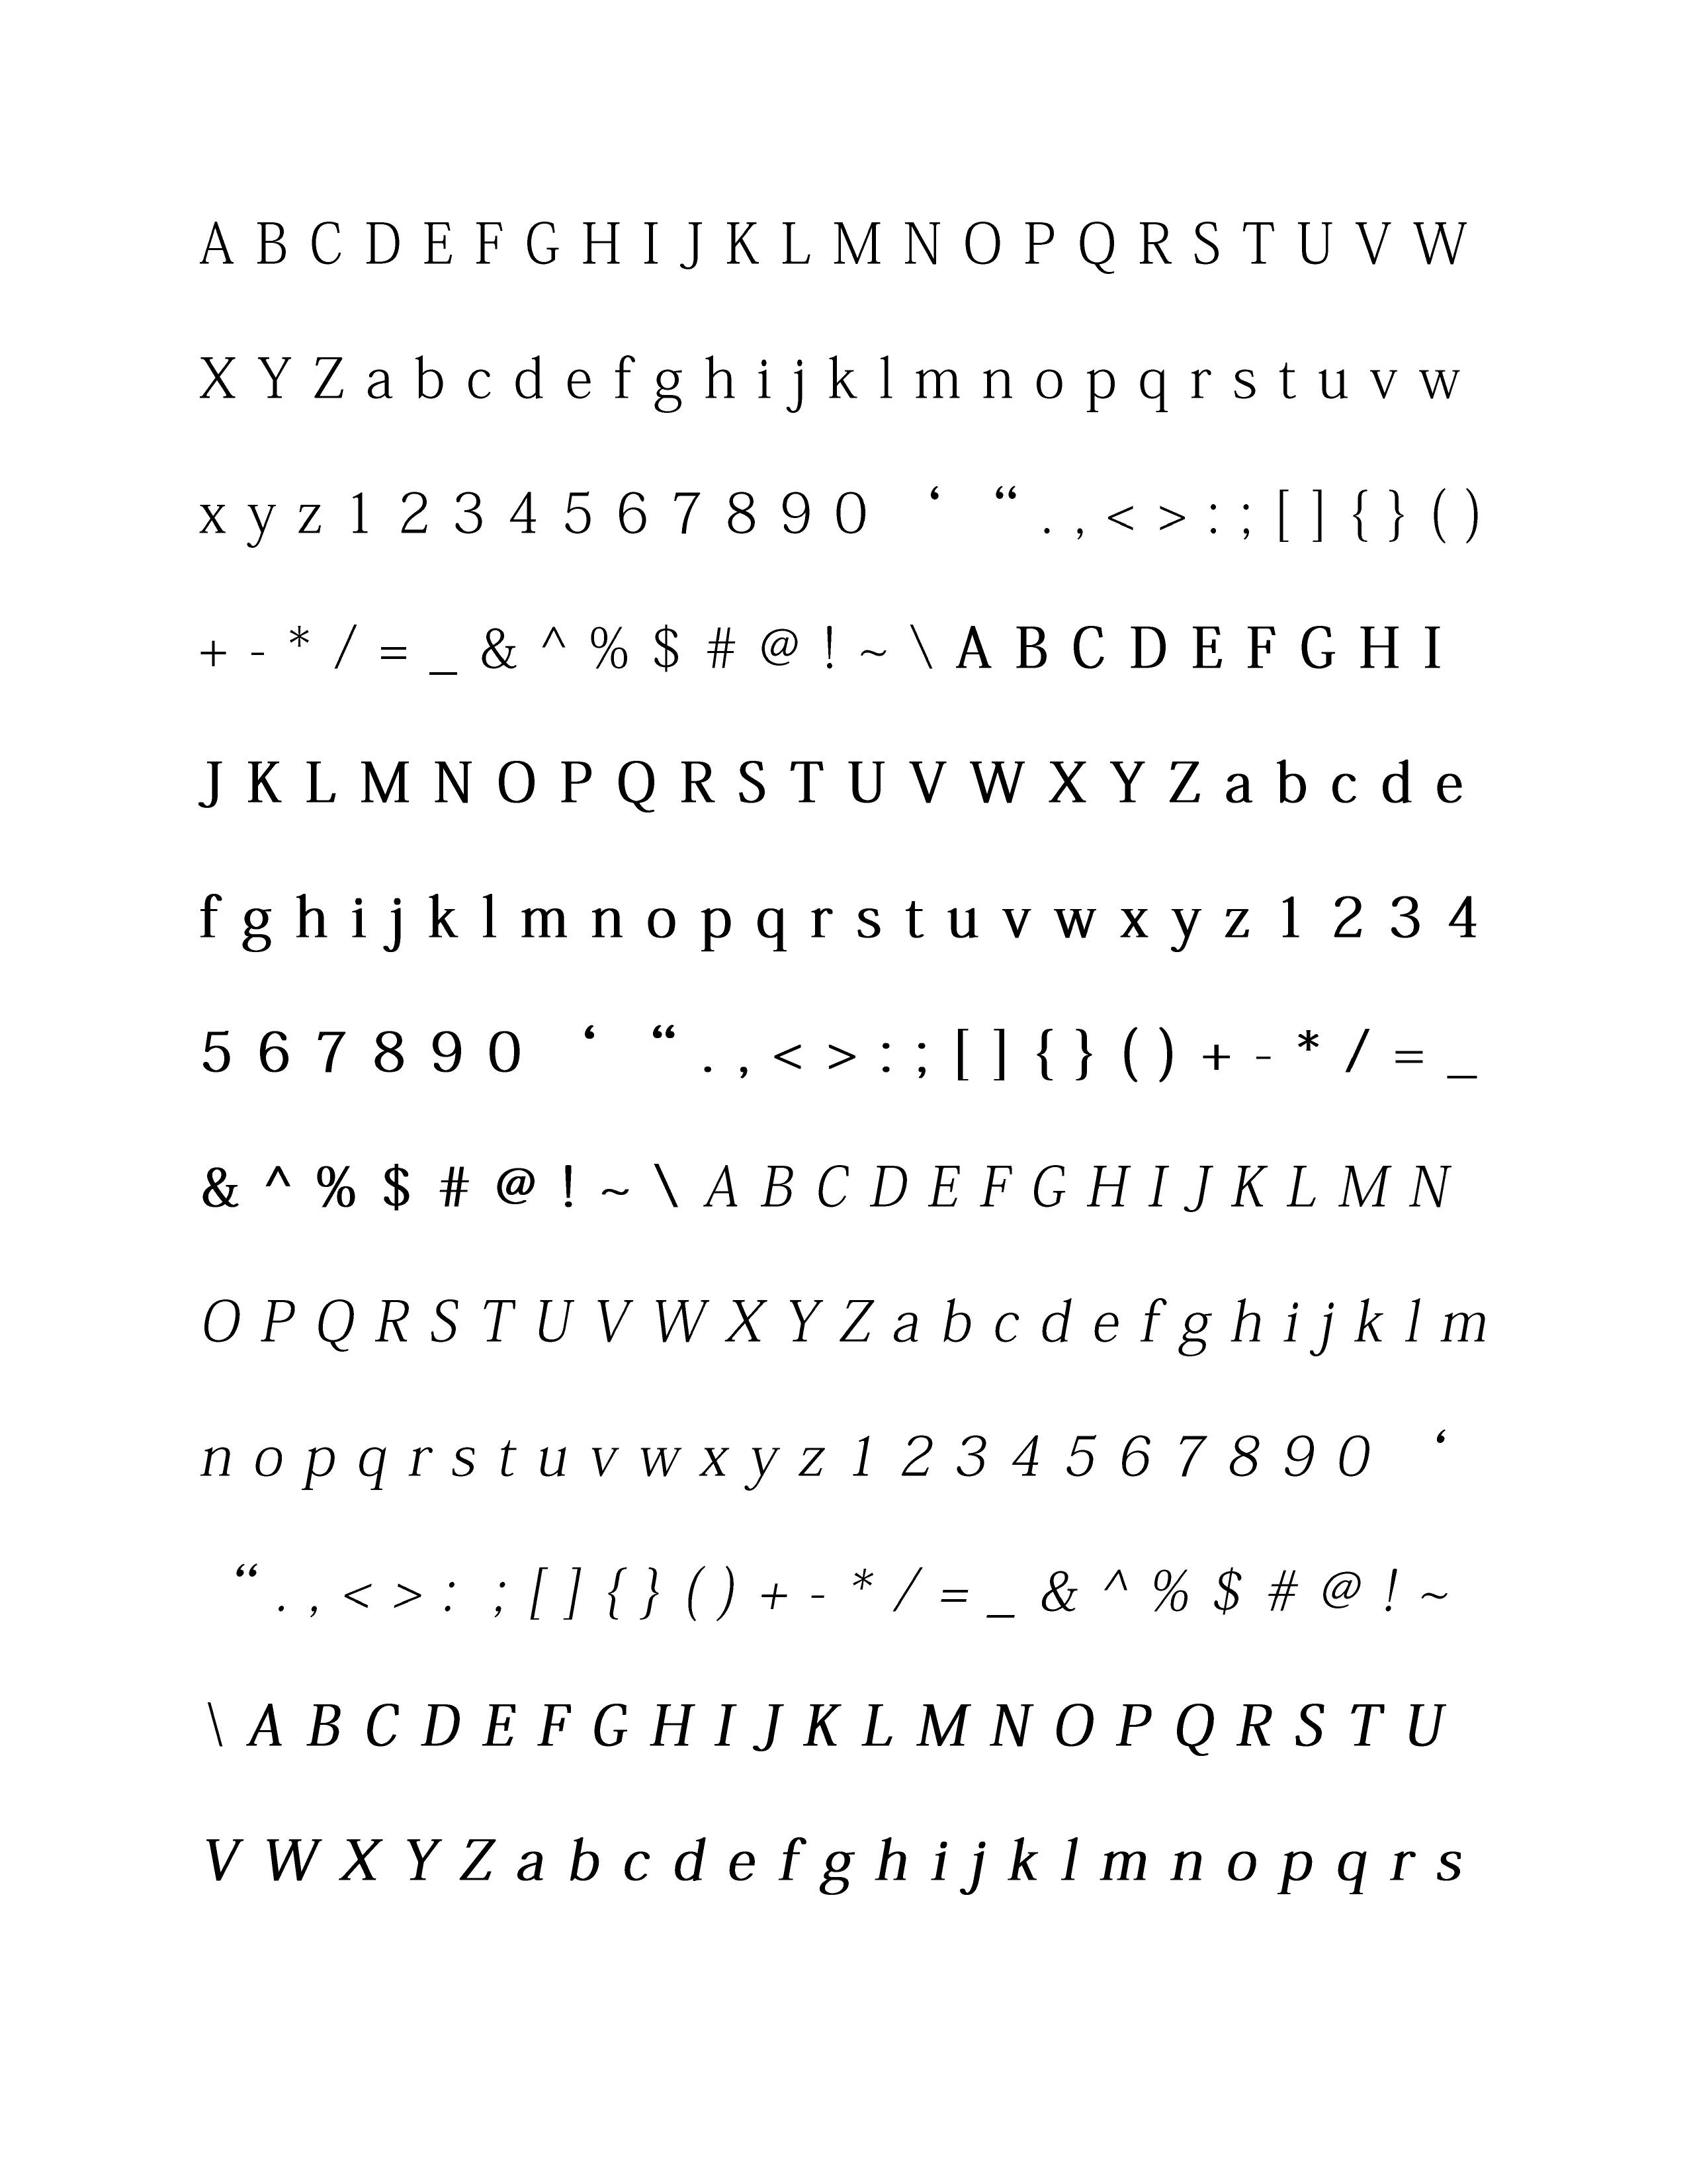 A B C D E F G H I J K L M N O P Q R S T U V W
X Y Z a b c d e f g h i j k l m n o p q r s t u v w
x y z 1 2 3 4 5 6 7 8 9 0 ‘ “ . , < > : ; [ ] { } ( )
+ - * / = _ & ^ % $ # @ ! ~ \ A B C D E F G H I
J K L M N O P Q R S T U V W X Y Z a b c d e
f g h i j k l m n o p q r s t u v w x y z 1 2 3 4
5 6 7 8 9 0 ‘ “ . , < > : ; [ ] { } ( ) + - * / = _
& ^ % $ # @ ! ~ \ A B C D E F G H I J K L M N
O P Q R S T U V W X Y Z a b c d e f g h i j k l m
n o p q r s t u v w x y z 1 2 3 4 5 6 7 8 9 0 ‘
“ . , < > : ; [ ] { } ( ) + - * / = _ & ^ % $ # @ ! ~
\ A B C D E F G H I J K L M N O P Q R S T U
V W X Y Z a b c d e f g h i j k l m n o p q r s